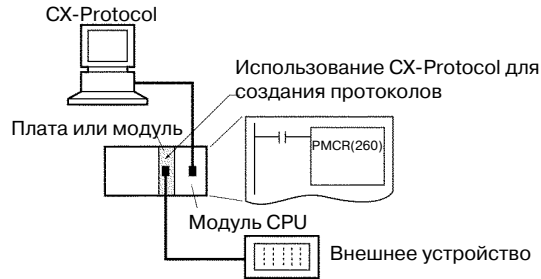 CX-Protocol
Использование CX-Protocol для
создания протоколов
Плата или модуль
PMCR(260)
Модуль CPU
Внешнее устройство